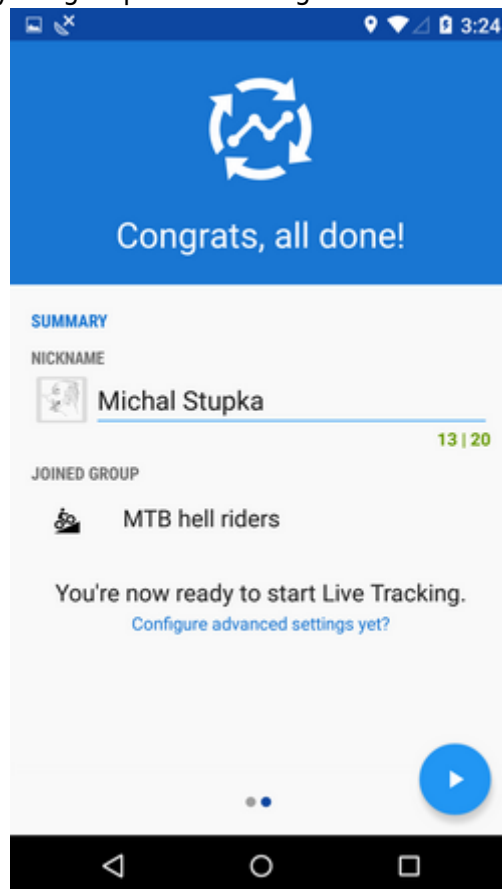 3:24
Congrats, all done!
SUMMARY
NICKNAME
Michal Stupka
13 | 20
JOINED GROUP
MTB hell riders
You're now ready to start Live Tracking.
Configure advanced settings yet?